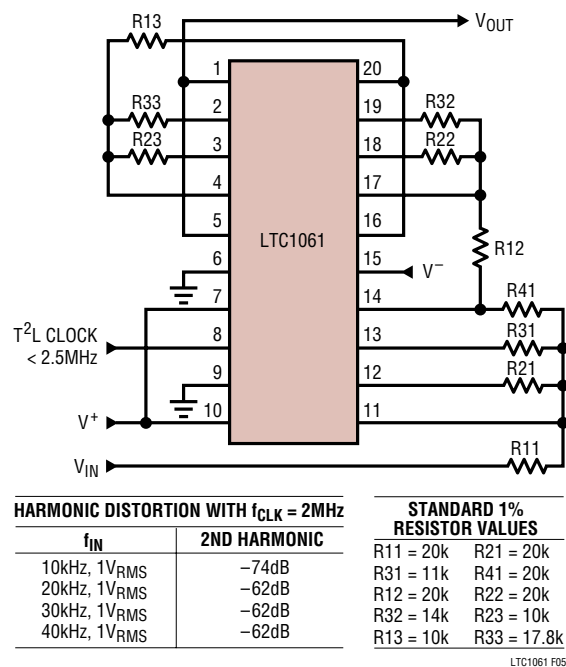 R13
V_OUT
1
20
R33
2
19
R32
R23
3
18
R22
4
17
5
16
LTC1061
R12
6
15
V⁻
7
14
R41
T²L CLOCK
< 2.5MHz
8
13
R31
9
12
R21
V⁺
10
11
V_IN
R11
HARMONIC DISTORTION WITH f_CLK = 2MHz
f_IN 2ND HARMONIC
10kHz, 1V_RMS –74dB
20kHz, 1V_RMS –62dB
30kHz, 1V_RMS –62dB
40kHz, 1V_RMS –62dB
STANDARD 1%
RESISTOR VALUES
R11 = 20k R21 = 20k
R31 = 11k R41 = 20k
R12 = 20k R22 = 20k
R32 = 14k R23 = 10k
R13 = 10k R33 = 17.8k
LTC1061 F05